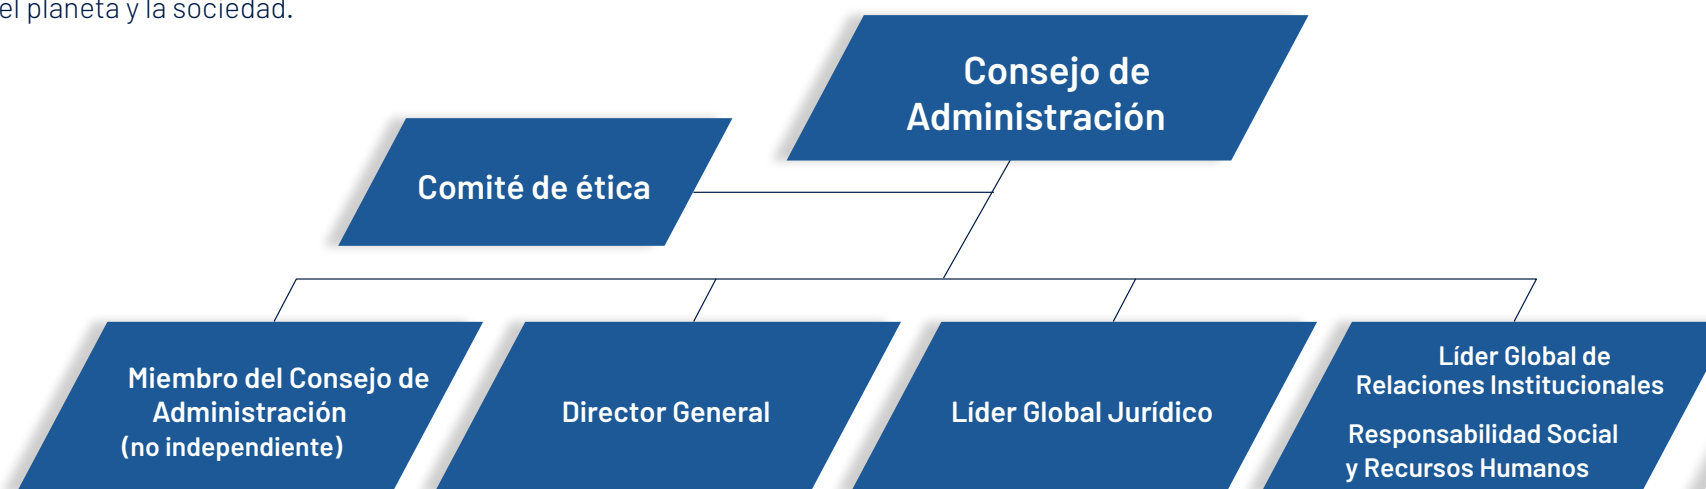 el planeta y la sociedad.
Consejo de
Administración
Comité de ética
Miembro del Consejo de
Administración
(no independiente)
Director General
Líder Global Jurídico
Líder Global de
Relaciones Institucionales
Responsabilidad Social
y Recursos Humanos